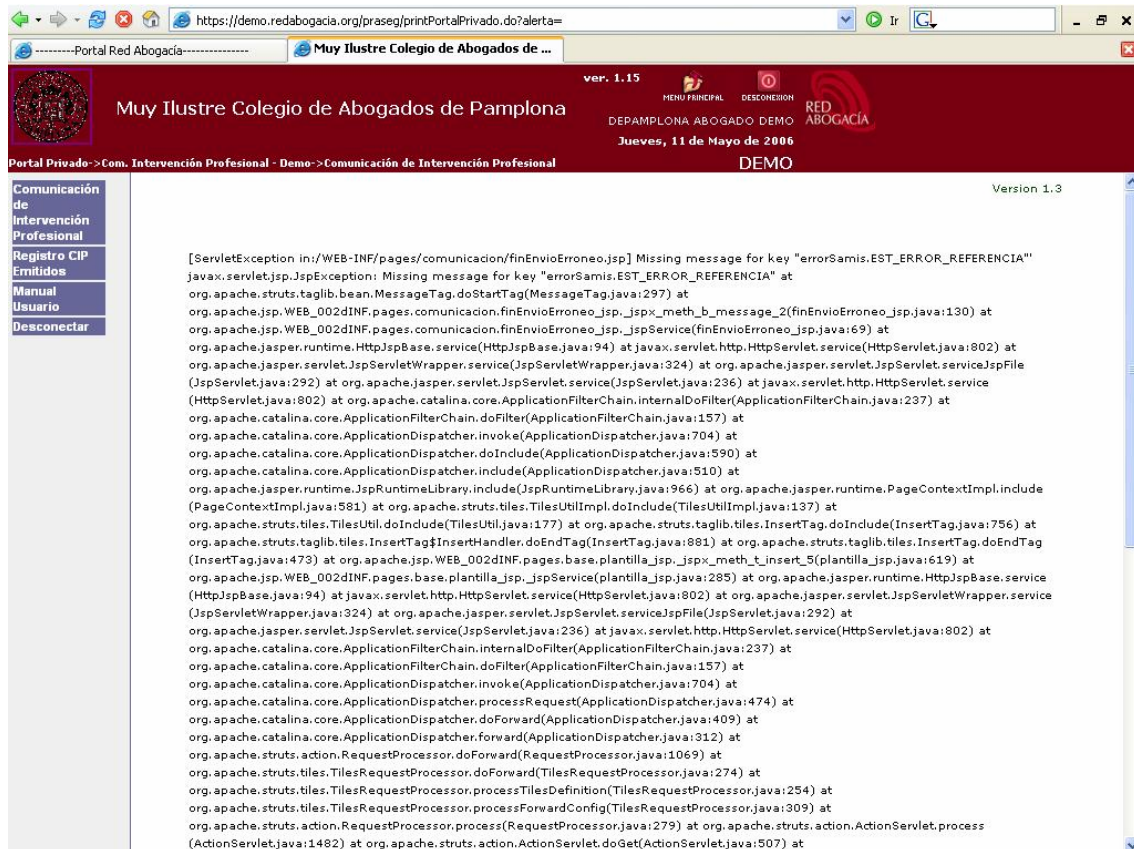 https://demo.redabogacia.org/praseg/printPortalPrivado.do?alerta=
Ir
G
---------Portal Red Abogacía---------------
Muy Ilustre Colegio de Abogados de ...
ver. 1.15
MENU PRINCIPAL
DESCONEXION
RED
ABOGACÍA
Muy Ilustre Colegio de Abogados de Pamplona
DEPAMPLONA ABOGADO DEMO
Jueves, 11 de Mayo de 2006
Portal Privado->Com. Intervención Profesional - Demo->Comunicación de Intervención Profesional
DEMO
Comunicación
de
Intervención
Profesional
Registro CIP
Emitidos
Manual
Usuario
Desconectar
Version 1.3
[ServletException in:/WEB-INF/pages/comunicacion/finEnvioErroneo.jsp] Missing message for key "errorSamis.EST_ERROR_REFERENCIA"'
javax.servlet.jsp.JspException: Missing message for key "errorSamis.EST_ERROR_REFERENCIA" at
org.apache.struts.taglib.bean.MessageTag.doStartTag(MessageTag.java:297) at
org.apache.jsp.WEB_002dINF.pages.comunicacion.finEnvioErroneo_jsp._jspx_meth_b_message_2(finEnvioErroneo_jsp.java:130) at
org.apache.jsp.WEB_002dINF.pages.comunicacion.finEnvioErroneo_jsp._jspService(finEnvioErroneo_jsp.java:69) at
org.apache.jasper.runtime.HttpJspBase.service(HttpJspBase.java:94) at javax.servlet.http.HttpServlet.service(HttpServlet.java:802) at
org.apache.jasper.servlet.JspServletWrapper.service(JspServletWrapper.java:324) at org.apache.jasper.servlet.JspServlet.serviceJspFile
(JspServlet.java:292) at org.apache.jasper.servlet.JspServlet.service(JspServlet.java:236) at javax.servlet.http.HttpServlet.service
(HttpServlet.java:802) at org.apache.catalina.core.ApplicationFilterChain.internalDoFilter(ApplicationFilterChain.java:237) at
org.apache.catalina.core.ApplicationFilterChain.doFilter(ApplicationFilterChain.java:157) at
org.apache.catalina.core.ApplicationDispatcher.invoke(ApplicationDispatcher.java:704) at
org.apache.catalina.core.ApplicationDispatcher.doInclude(ApplicationDispatcher.java:590) at
org.apache.catalina.core.ApplicationDispatcher.include(ApplicationDispatcher.java:510) at
org.apache.jasper.runtime.JspRuntimeLibrary.include(JspRuntimeLibrary.java:966) at org.apache.jasper.runtime.PageContextImpl.include
(PageContextImpl.java:581) at org.apache.struts.tiles.TilesUtilImpl.doInclude(TilesUtilImpl.java:137) at
org.apache.struts.tiles.TilesUtil.doInclude(TilesUtil.java:177) at org.apache.struts.taglib.tiles.InsertTag.doInclude(InsertTag.java:756) at
org.apache.struts.taglib.tiles.InsertTag$InsertHandler.doEndTag(InsertTag.java:881) at org.apache.struts.taglib.tiles.InsertTag.doEndTag
(InsertTag.java:473) at org.apache.jsp.WEB_002dINF.pages.base.plantilla_jsp._jspx_meth_t_insert_5(plantilla_jsp.java:619) at
org.apache.jsp.WEB_002dINF.pages.base.plantilla_jsp._jspService(plantilla_jsp.java:285) at org.apache.jasper.runtime.HttpJspBase.service
(HttpJspBase.java:94) at javax.servlet.http.HttpServlet.service(HttpServlet.java:802) at org.apache.jasper.servlet.JspServletWrapper.service
(JspServletWrapper.java:324) at org.apache.jasper.servlet.JspServlet.serviceJspFile(JspServlet.java:292) at
org.apache.jasper.servlet.JspServlet.service(JspServlet.java:236) at javax.servlet.http.HttpServlet.service(HttpServlet.java:802) at
org.apache.catalina.core.ApplicationFilterChain.internalDoFilter(ApplicationFilterChain.java:237) at
org.apache.catalina.core.ApplicationFilterChain.doFilter(ApplicationFilterChain.java:157) at
org.apache.catalina.core.ApplicationDispatcher.invoke(ApplicationDispatcher.java:704) at
org.apache.catalina.core.ApplicationDispatcher.processRequest(ApplicationDispatcher.java:474) at
org.apache.catalina.core.ApplicationDispatcher.doForward(ApplicationDispatcher.java:409) at
org.apache.catalina.core.ApplicationDispatcher.forward(ApplicationDispatcher.java:312) at
org.apache.struts.action.RequestProcessor.doForward(RequestProcessor.java:1069) at
org.apache.struts.tiles.TilesRequestProcessor.doForward(TilesRequestProcessor.java:274) at
org.apache.struts.tiles.TilesRequestProcessor.processTilesDefinition(TilesRequestProcessor.java:254) at
org.apache.struts.tiles.TilesRequestProcessor.processForwardConfig(TilesRequestProcessor.java:309) at
org.apache.struts.action.RequestProcessor.process(RequestProcessor.java:279) at org.apache.struts.action.ActionServlet.process
(ActionServlet.java:1482) at org.apache.struts.action.ActionServlet.doGet(ActionServlet.java:507) at